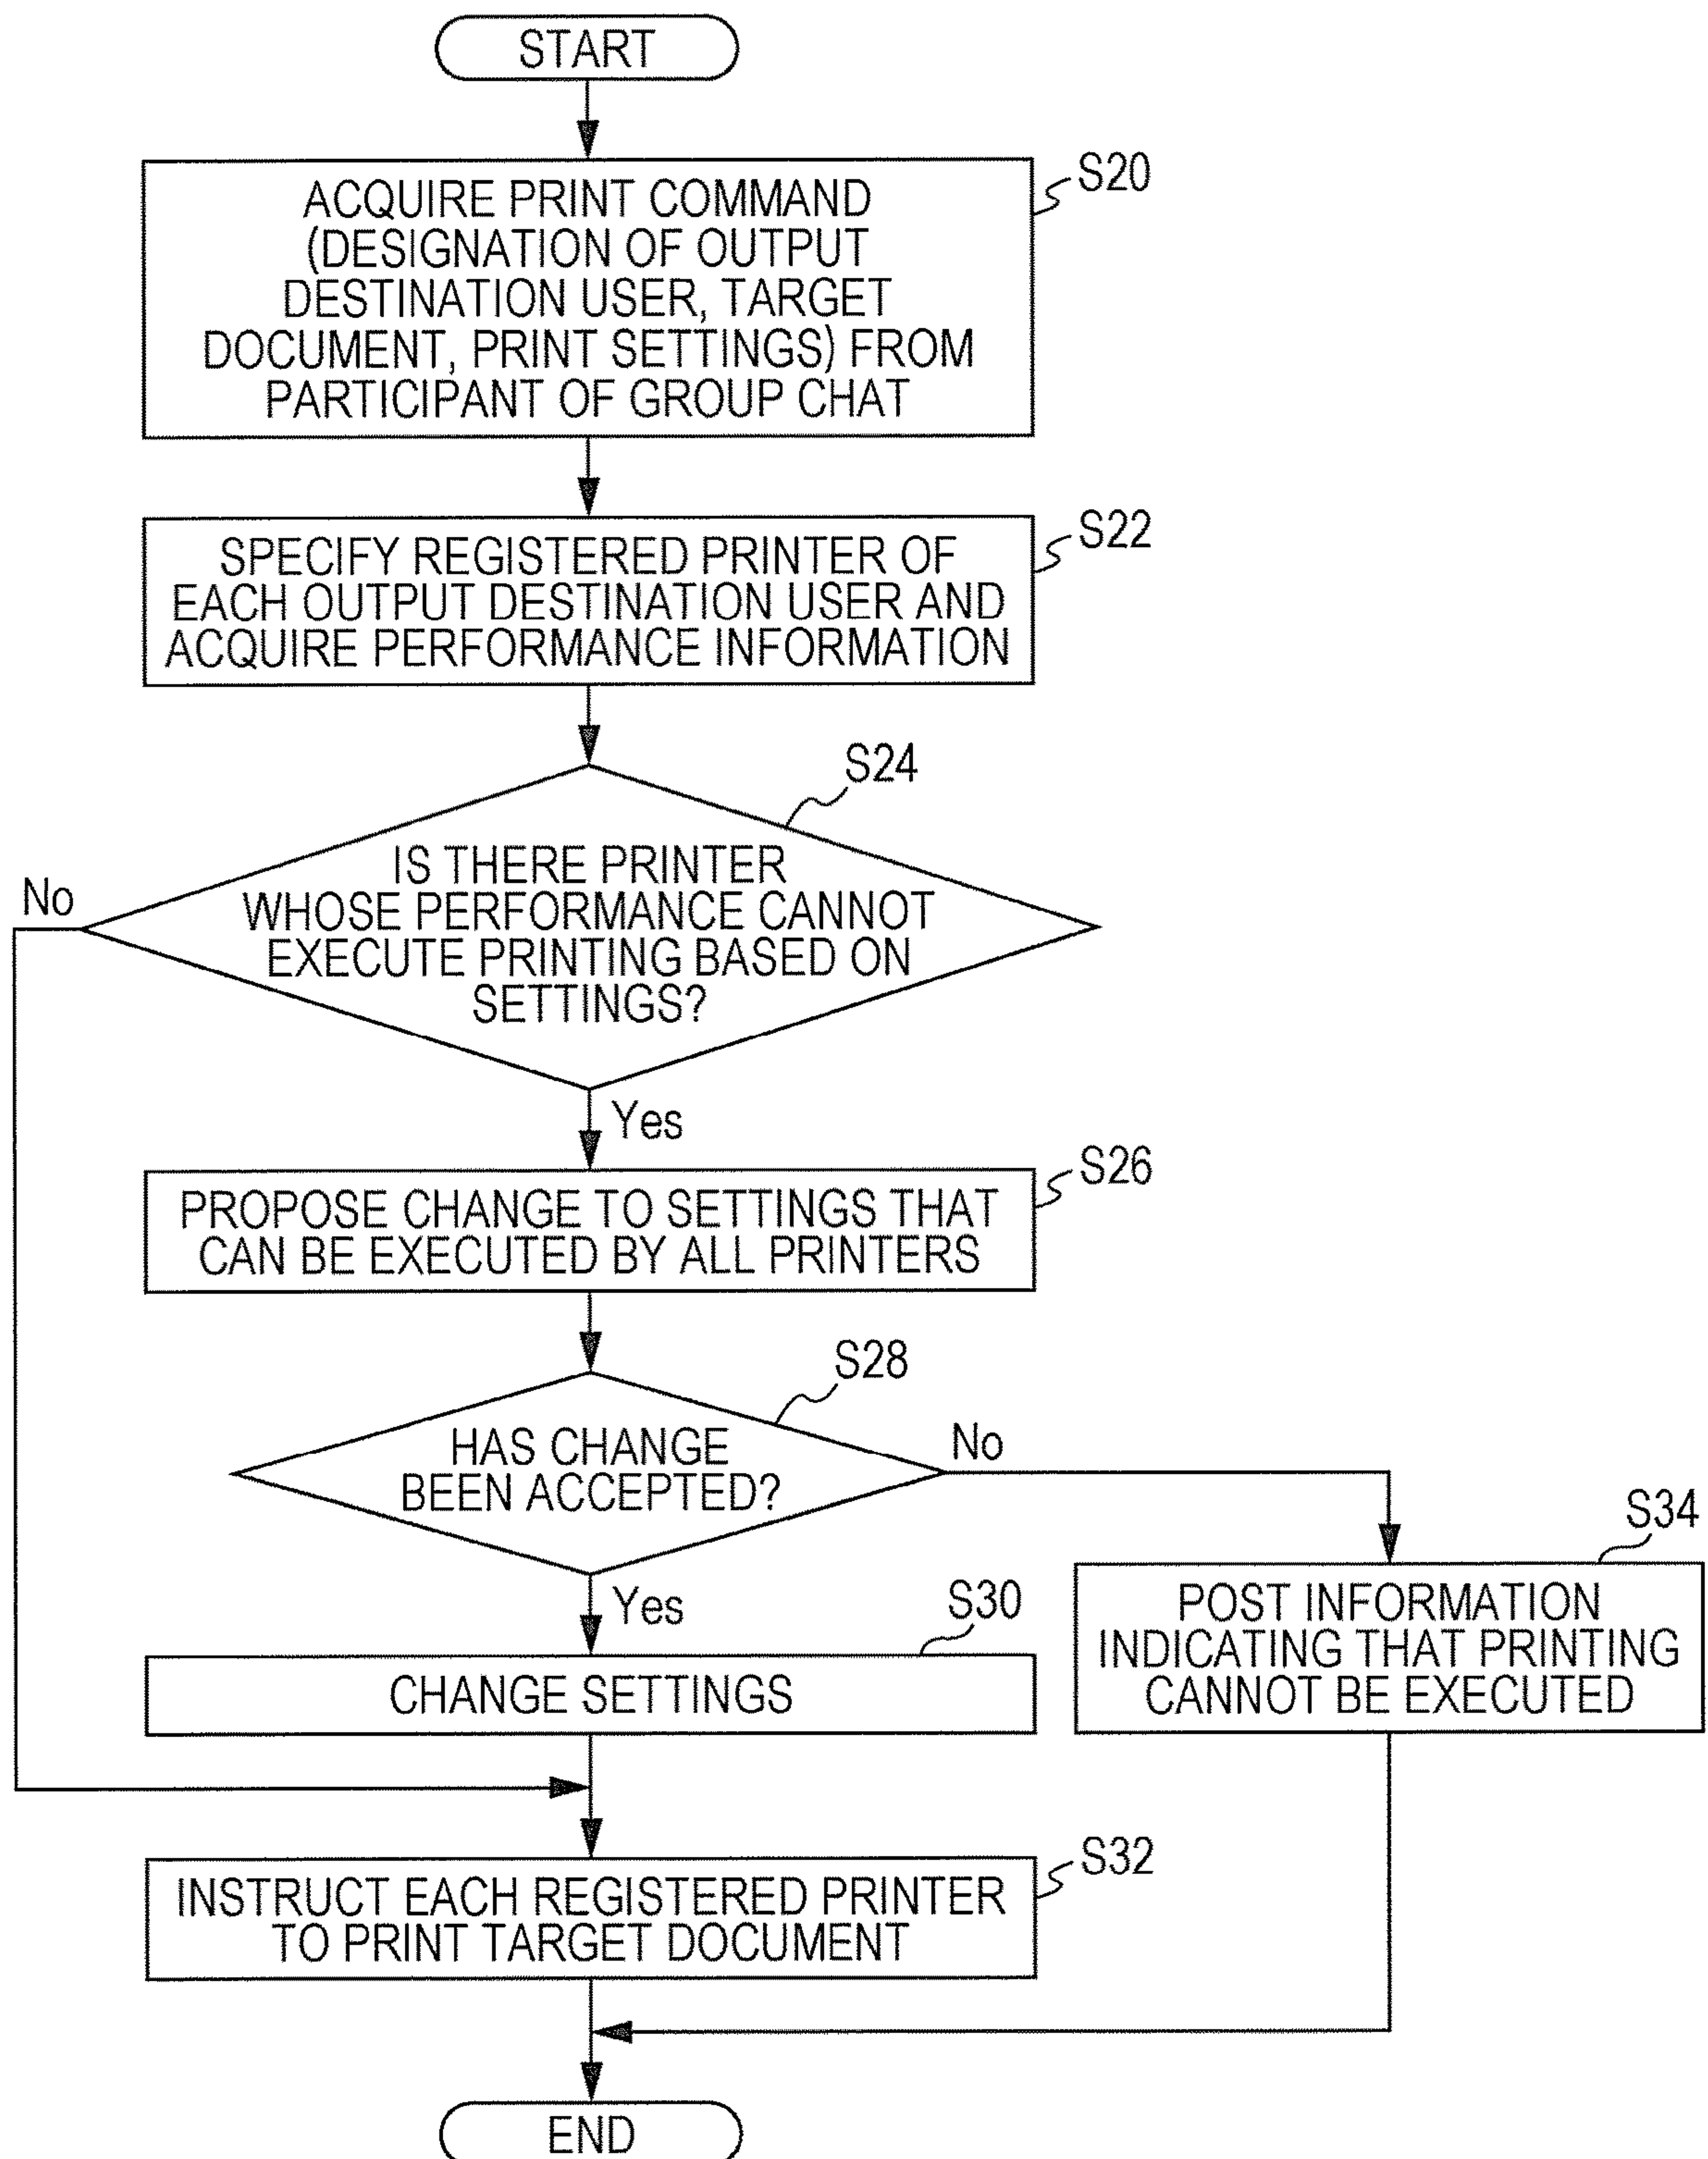 START
S20
ACQUIRE PRINT COMMAND
(DESIGNATION OF OUTPUT
DESTINATION USER, TARGET
DOCUMENT, PRINT SETTINGS) FROM
PARTICIPANT OF GROUP CHAT
S22
SPECIFY REGISTERED PRINTER OF
EACH OUTPUT DESTINATION USER AND
ACQUIRE PERFORMANCE INFORMATION
S24
IS THERE PRINTER
WHOSE PERFORMANCE CANNOT
EXECUTE PRINTING BASED ON
SETTINGS?
No
Yes
S26
PROPOSE CHANGE TO SETTINGS THAT
CAN BE EXECUTED BY ALL PRINTERS
S28
HAS CHANGE
BEEN ACCEPTED?
No
Yes
S34
POST INFORMATION
INDICATING THAT PRINTING
CANNOT BE EXECUTED
S30
CHANGE SETTINGS
S32
INSTRUCT EACH REGISTERED PRINTER
TO PRINT TARGET DOCUMENT
END